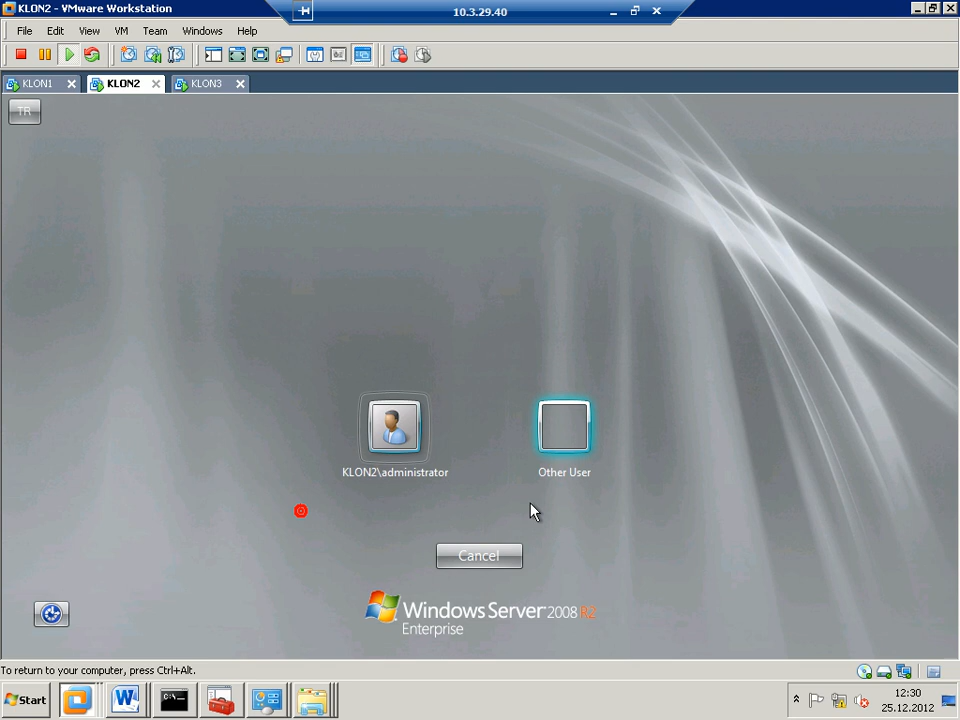 KLON2 - VMware Workstation
10.3.29.40
File Edit View VM Team Windows Help
KLON1 KLON2 KLON3
TR
KLON2\administrator
Other User
Cancel
Windows Server 2008 R2
Enterprise
To return to your computer, press Ctrl+Alt.
Start
12:30
25.12.2012